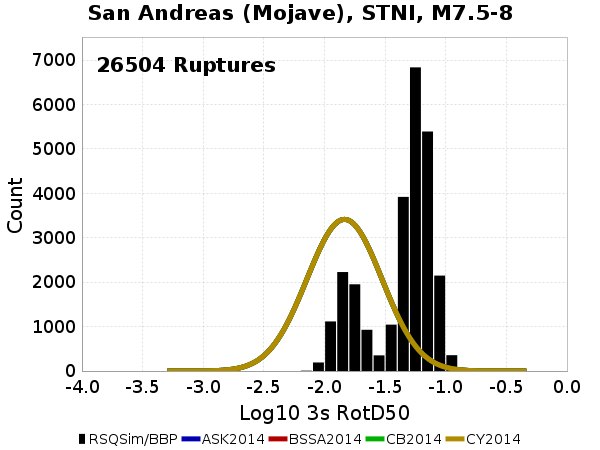 San Andreas (Mojave), STNI, M7.5-8
26504 Ruptures
7000
6000
5000
4000
3000
2000
1000
0
Count
-4.0 -3.5 -3.0 -2.5 -2.0 -1.5 -1.0 -0.5 0.0
Log10 3s RotD50
RSQSim/BBP ASK2014 BSSA2014 CB2014 CY2014